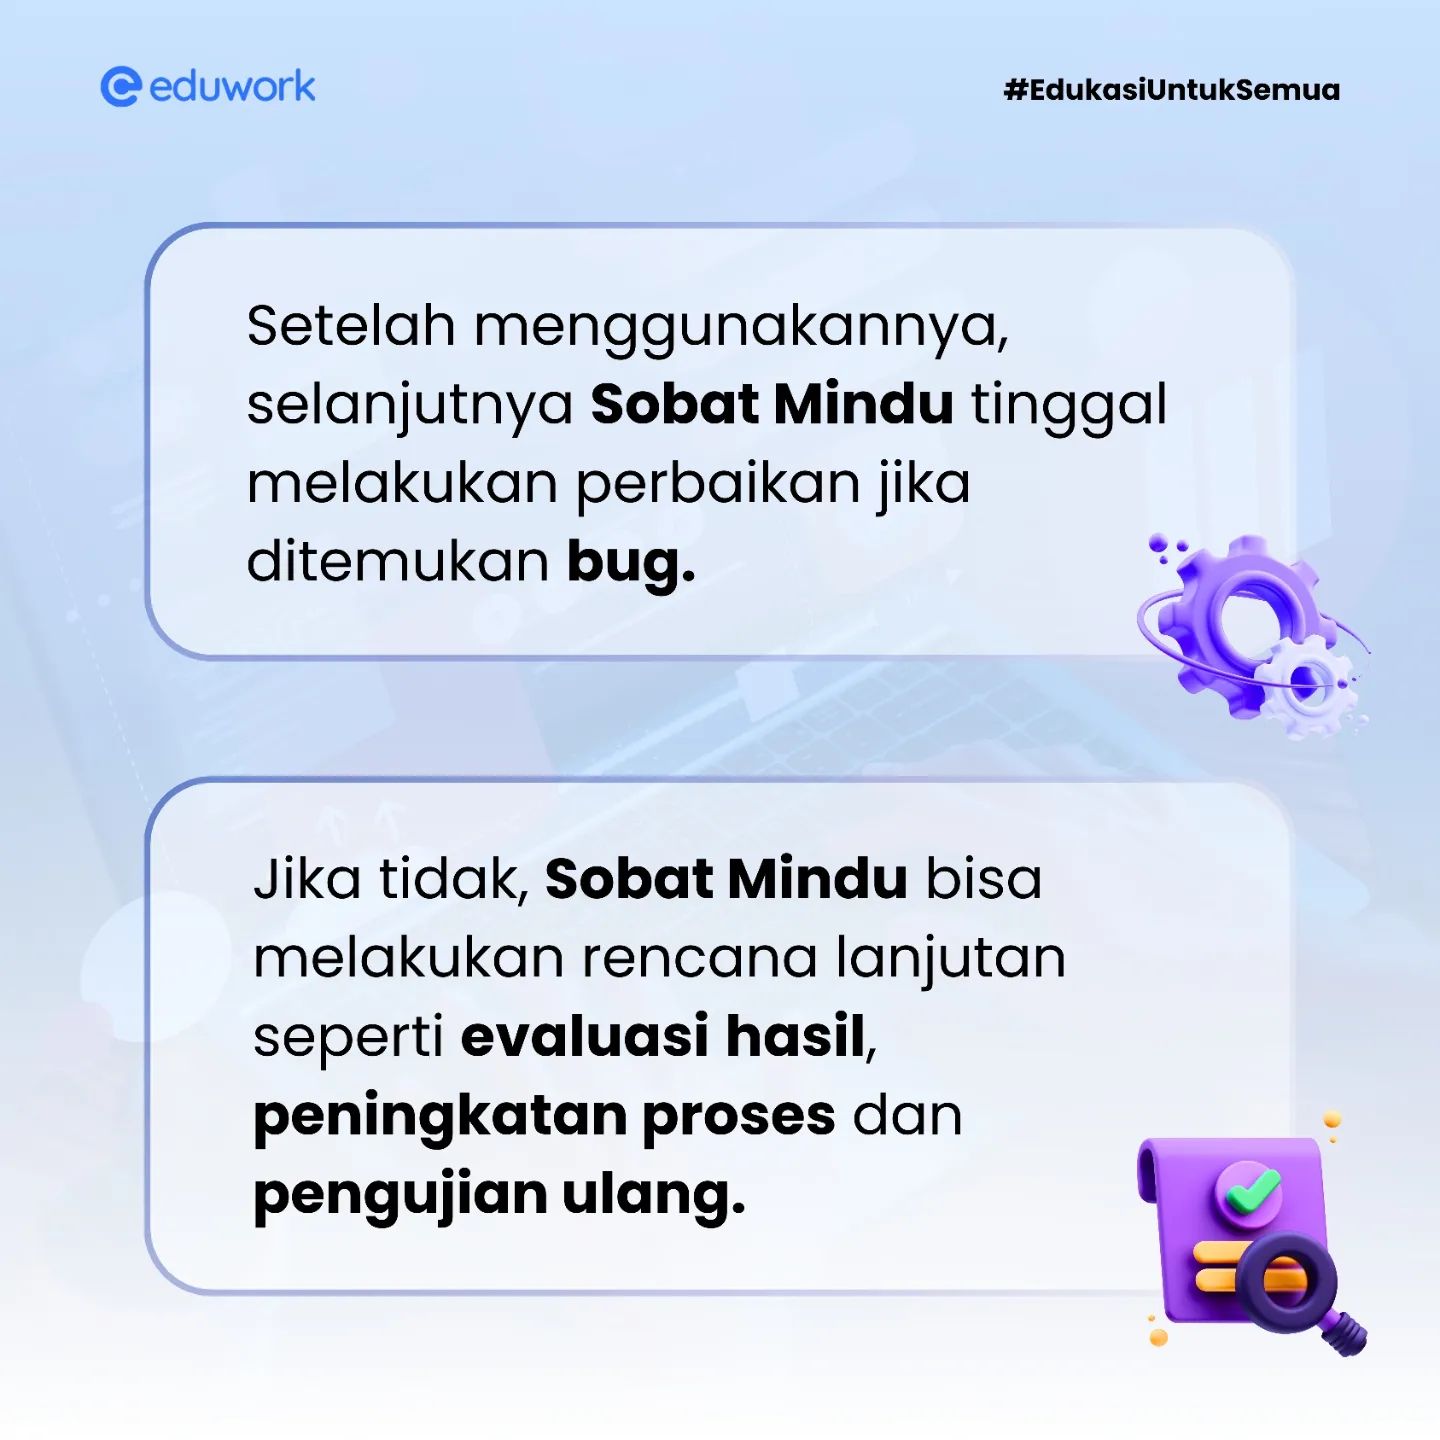 eduwork
#EdukasiUntukSemua
Setelah menggunakannya,
selanjutnya Sobat Mindu tinggal
melakukan perbaikan jika
ditemukan bug.
Jika tidak, Sobat Mindu bisa
melakukan rencana lanjutan
seperti evaluasi hasil,
peningkatan proses dan
pengujian ulang.